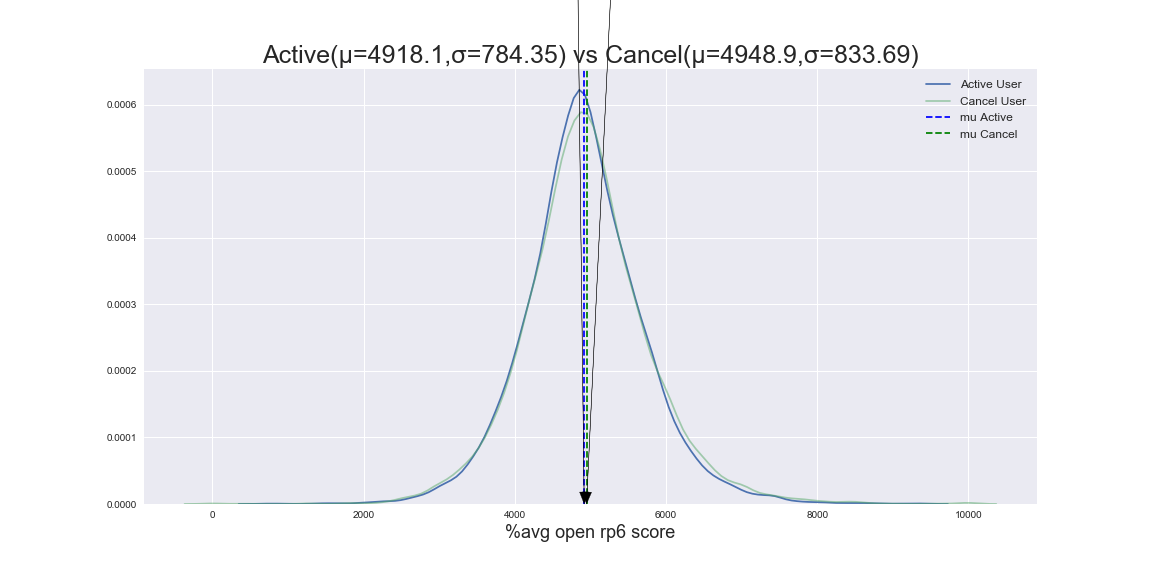 Active(μ=4918.1,σ=784.35) vs Cancel(μ=4948.9,σ=833.69)
Active User
Cancel User
mu Active
mu Cancel
0.0006
0.0005
0.0004
0.0003
0.0002
0.0001
0.0000
0 2000 4000 6000 8000 10000
%avg open rp6 score